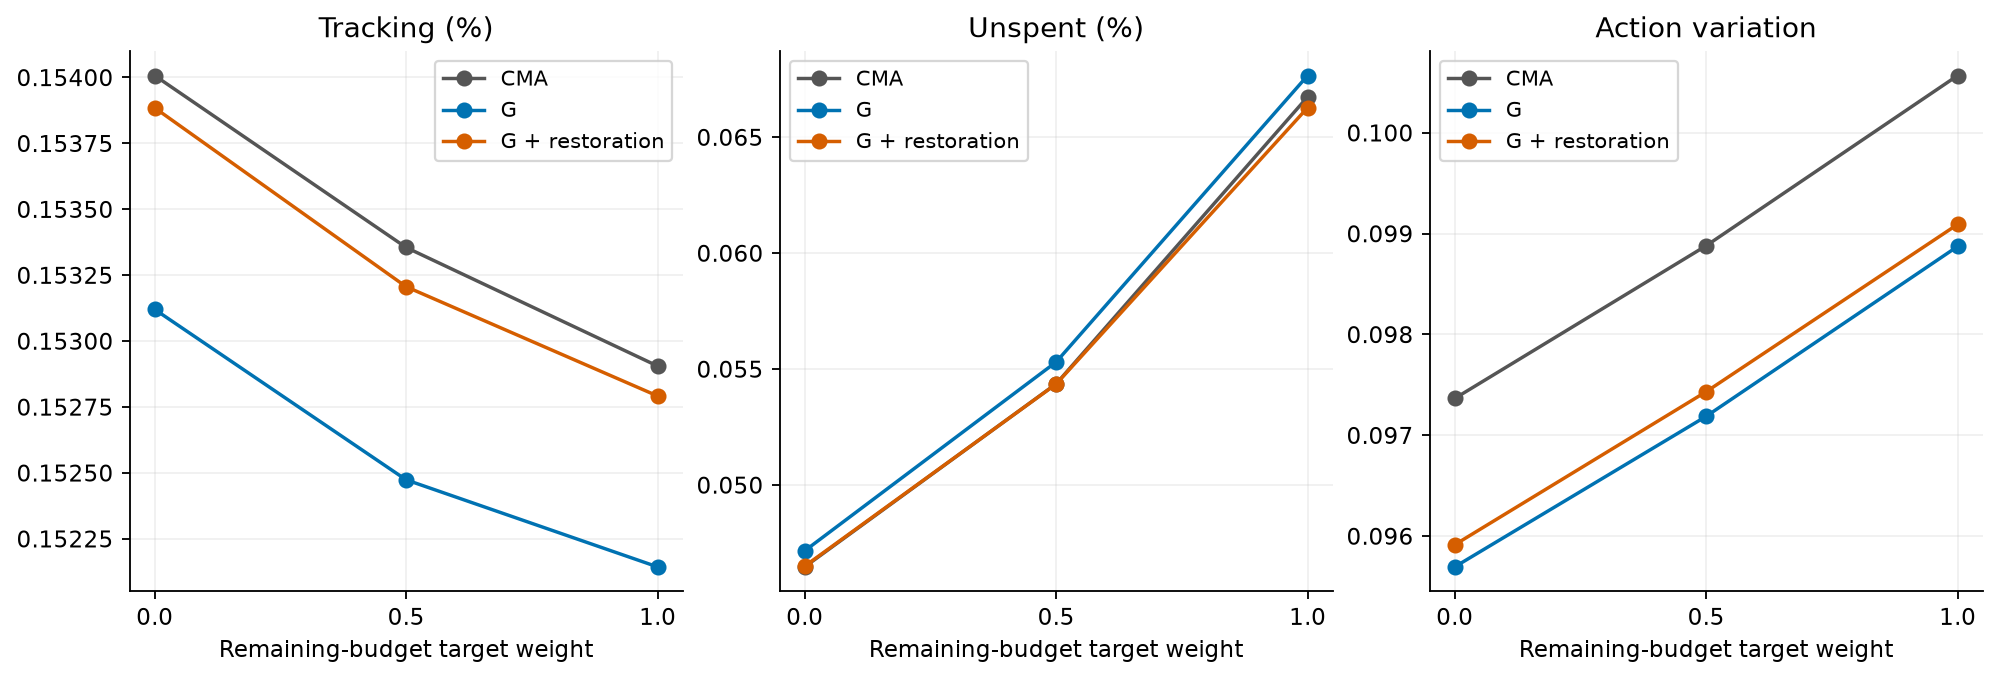 Tracking (%)
0.15400
0.15375
0.15350
0.15325
0.15300
0.15275
0.15250
0.15225
0.0
0.5
1.0
Remaining-budget target weight
CMA
G
G + restoration
Unspent (%)
0.065
0.060
0.055
0.050
0.0
0.5
1.0
Remaining-budget target weight
CMA
G
G + restoration
Action variation
0.100
0.099
0.098
0.097
0.096
0.0
0.5
1.0
Remaining-budget target weight
CMA
G
G + restoration